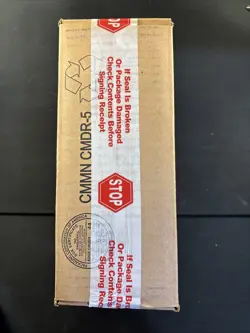 STOP
If Seal Is Broken
Or Package Damaged
Check Contents Before
Signing Receipt
CMMN CMDR-5
STOP
If Seal Is Broken
Or Package Da
Check Contents
Signing Rece